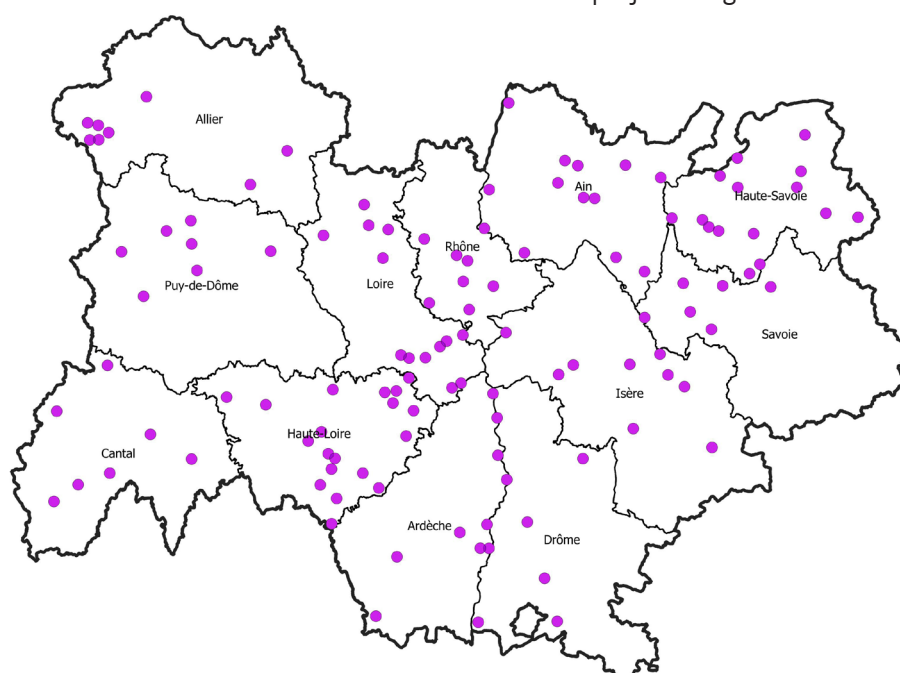 Allier
Ain
Haute-Savoie
Rhône
Puy-de-Dôme
Loire
Savoie
Isère
Cantal
Haute-Loire
Ardèche
Drôme